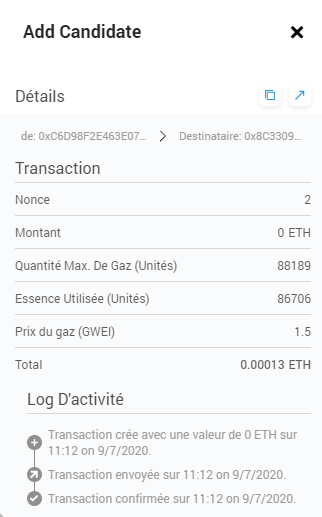 Add Candidate
Détails
de: 0xC6D98F2E463E07... Destinataire: 0x8C3309...
Transaction
Nonce 2
Montant 0 ETH
Quantité Max. De Gaz (Unités) 88189
Essence Utilisée (Unités) 86706
Prix du gaz (GWEI) 1.5
Total 0.00013 ETH
Log D'activité
Transaction crée avec une valeur de 0 ETH sur
11:12 on 9/7/2020.
Transaction envoyée sur 11:12 on 9/7/2020.
Transaction confirmée sur 11:12 on 9/7/2020.